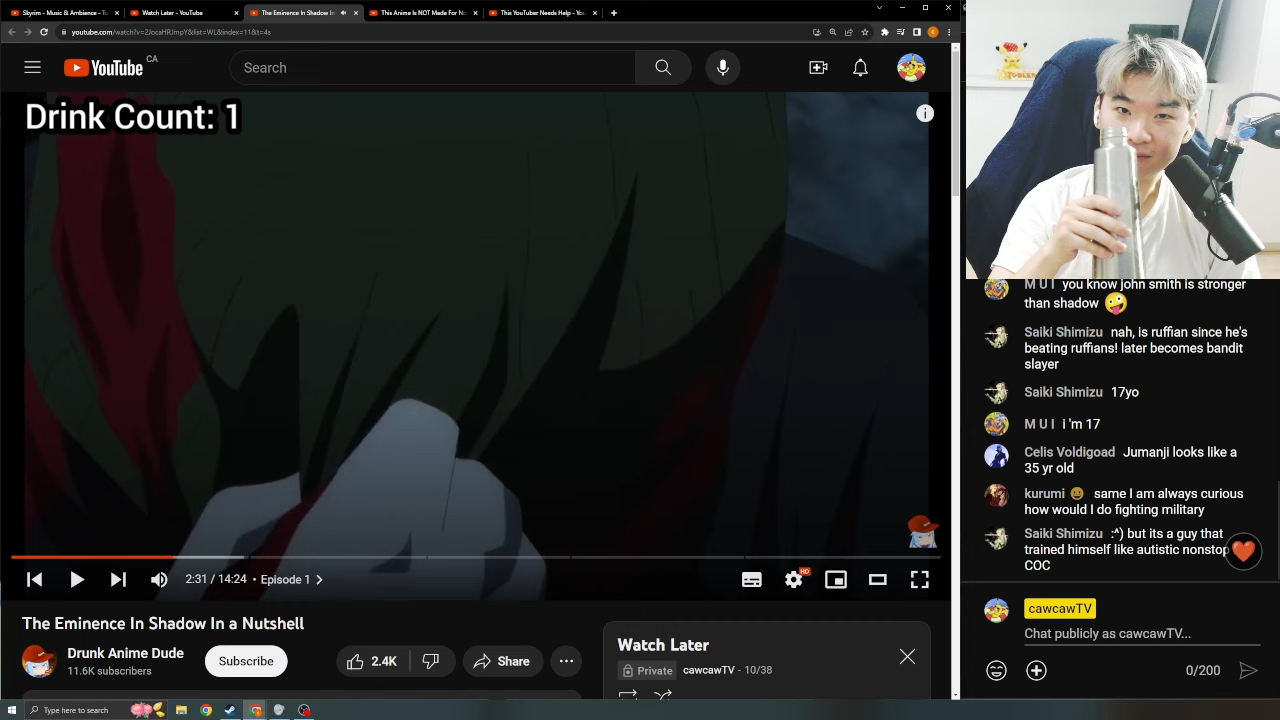 Skyrim - Music & Ambience - T
Watch Later - YouTube
The Eminence In Shadow In
This Anime Is NOT Made For N
This YouTuber Needs Help - Yo
youtube.com/watch?v=2JocaHRJmpY&list=WL&index=11&t=4s
YouTube CA
Search
Drink Count: 1
TOBLER
2:31 / 14:24 • Episode 1
HD
The Eminence In Shadow In a Nutshell
Drunk Anime Dude
11.6K subscribers
Subscribe
2.4K
Share
Watch Later
Private cawcawTV - 10/38
M U I you know john smith is stronger
than shadow
Saiki Shimizu nah, is ruffian since he's
beating ruffians! later becomes bandit
slayer
Saiki Shimizu 17yo
M U I i 'm 17
Celis Voldigoad Jumanji looks like a
35 yr old
kurumi same I am always curious
how would I do fighting military
Saiki Shimizu :^) but its a guy that
trained himself like autistic nonstop
COC
cawcawTV
Chat publicly as cawcawTV...
0/200
Type here to search